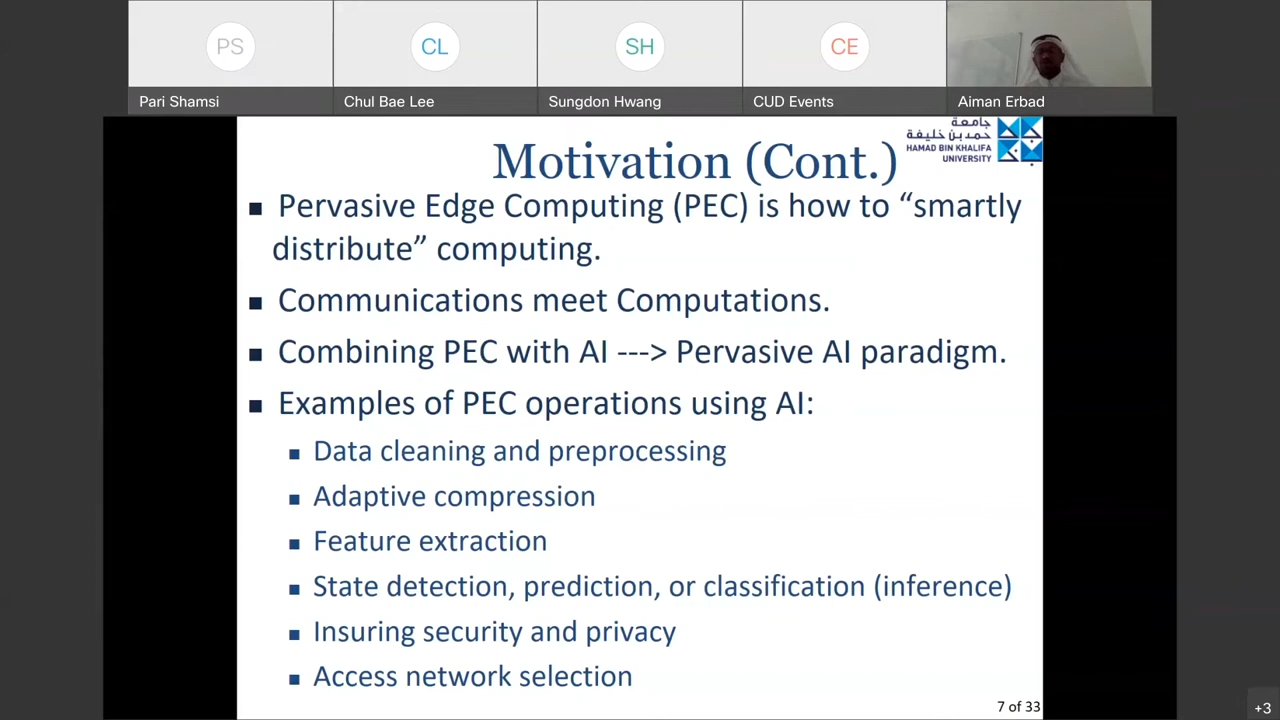 PS
CL
SH
CE
Pari Shamsi
Chul Bae Lee
Sungdon Hwang
CUD Events
Aiman Erbad
جامعة
حمد بن خليفة
HAMAD BIN KHALIFA
UNIVERSITY
Motivation (Cont.)
■ Pervasive Edge Computing (PEC) is how to “smartly
distribute” computing.
■ Communications meet Computations.
■ Combining PEC with AI ---> Pervasive AI paradigm.
■ Examples of PEC operations using AI:
■ Data cleaning and preprocessing
■ Adaptive compression
■ Feature extraction
■ State detection, prediction, or classification (inference)
■ Insuring security and privacy
■ Access network selection
7 of 33
+3